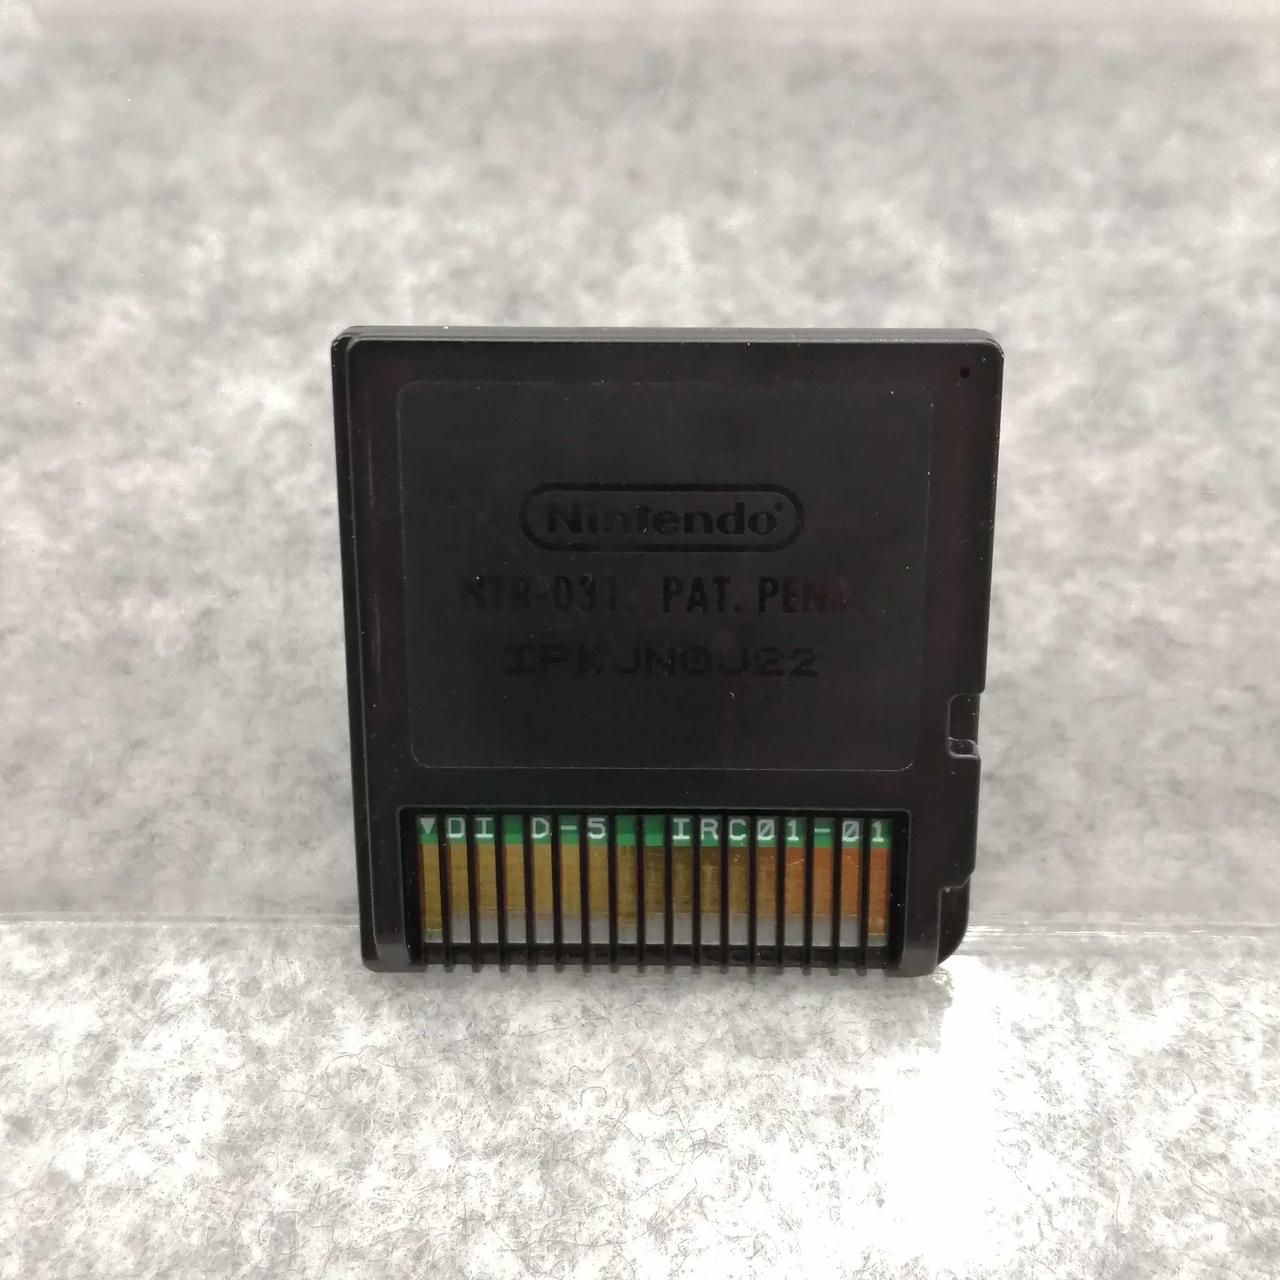 Nintendo
NTR-031. PAT. PEND.
IPKJN0J22
▼DI D-5 IRC01-01